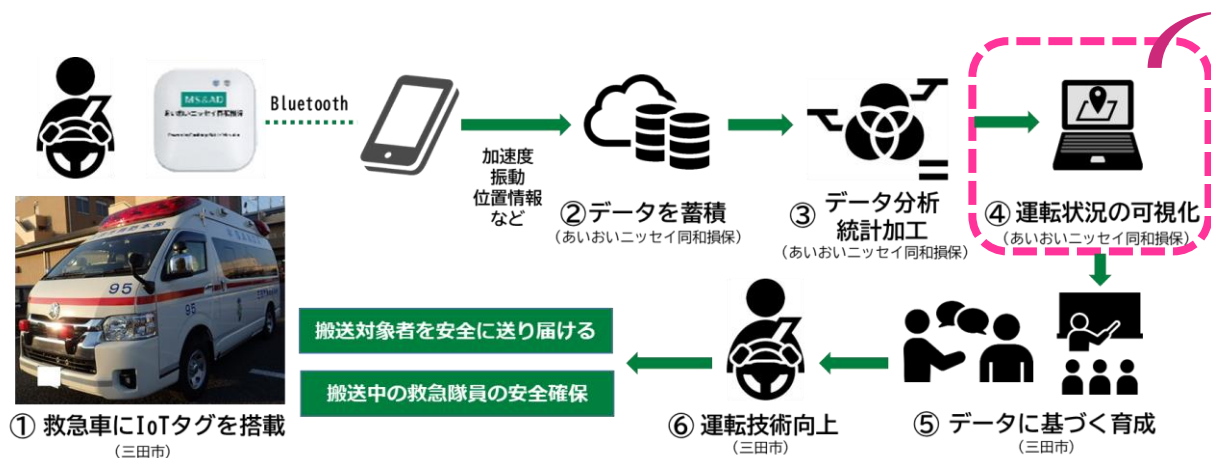 MS&AD
あいおいニッセイ同和損保
Bluetooth
加速度
振動
位置情報
など
②データを蓄積
（あいおいニッセイ同和損保）
③ データ分析
統計加工
（あいおいニッセイ同和損保）
④ 運転状況の可視化
（あいおいニッセイ同和損保）
95
95
① 救急車にIoTタグを搭載
（三田市）
搬送対象者を安全に送り届ける
搬送中の救急隊員の安全確保
⑥ 運転技術向上
（三田市）
⑤ データに基づく育成
（三田市）